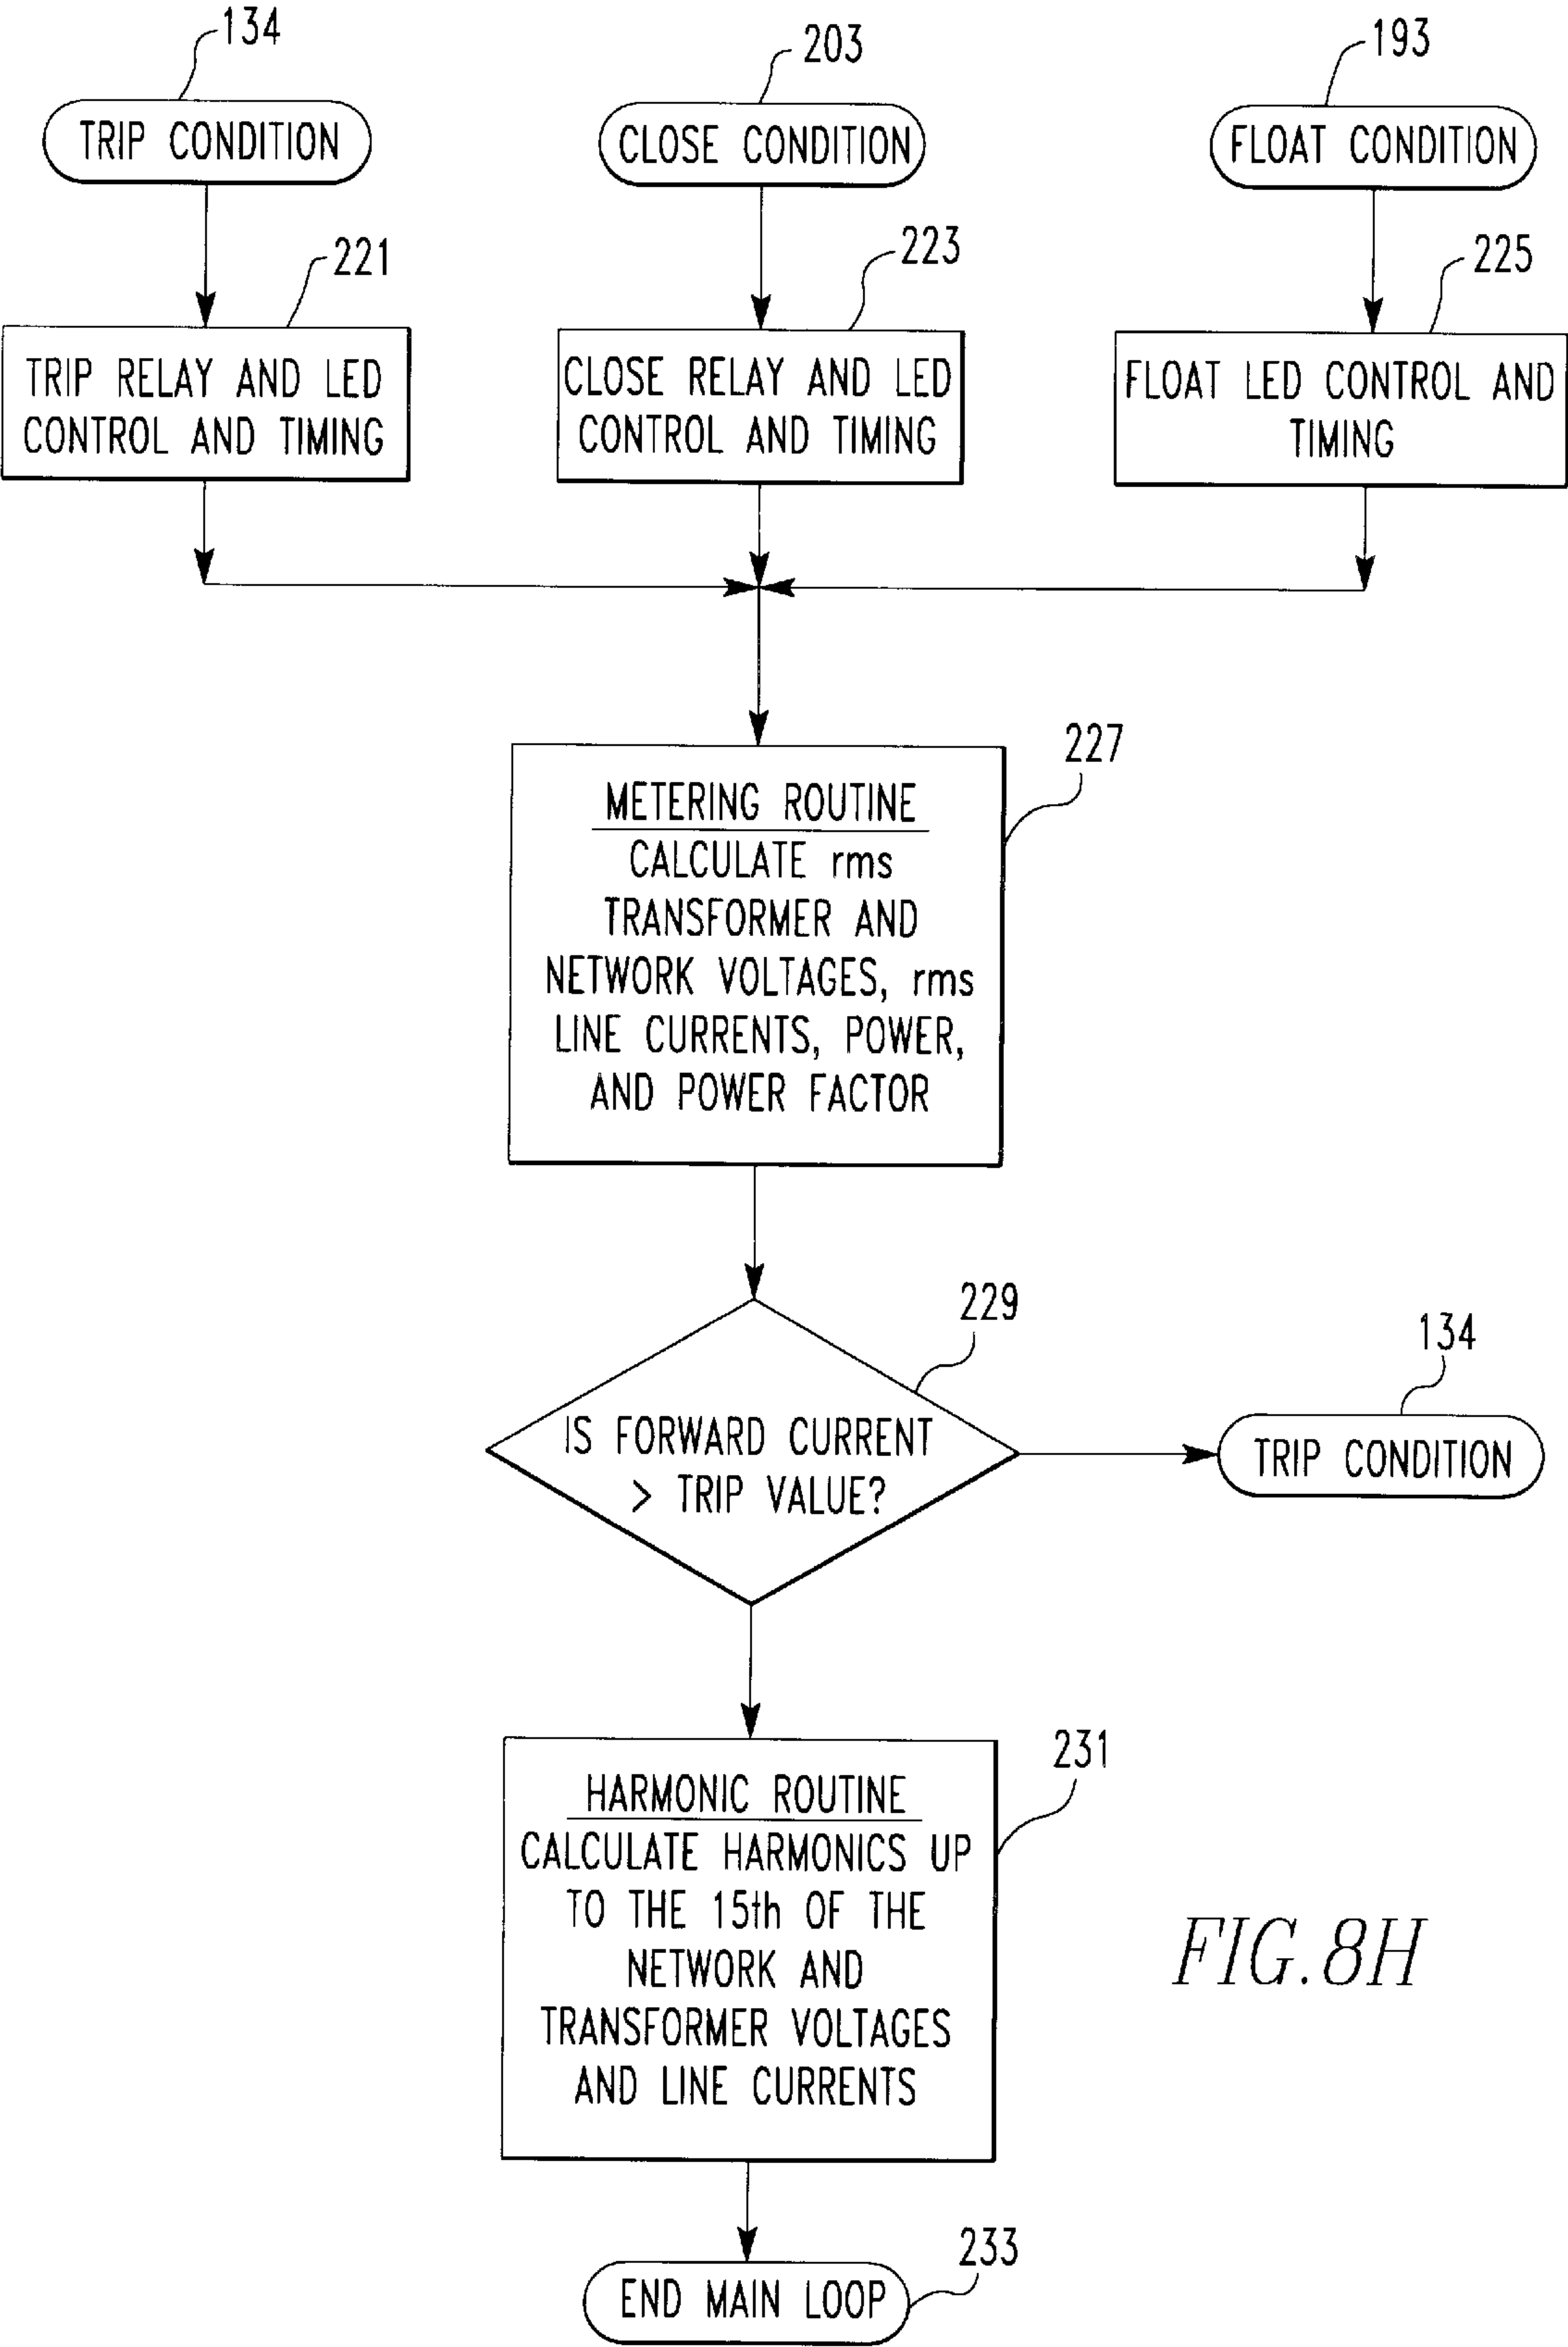 134
203
193
TRIP CONDITION
CLOSE CONDITION
FLOAT CONDITION
221
223
225
TRIP RELAY AND LED
CONTROL AND TIMING
CLOSE RELAY AND LED
CONTROL AND TIMING
FLOAT LED CONTROL AND
TIMING
227
METERING ROUTINE
CALCULATE rms
TRANSFORMER AND
NETWORK VOLTAGES, rms
LINE CURRENTS, POWER,
AND POWER FACTOR
229
134
IS FORWARD CURRENT
> TRIP VALUE?
TRIP CONDITION
231
HARMONIC ROUTINE
CALCULATE HARMONICS UP
TO THE 15th OF THE
NETWORK AND
TRANSFORMER VOLTAGES
AND LINE CURRENTS
FIG.8H
233
END MAIN LOOP